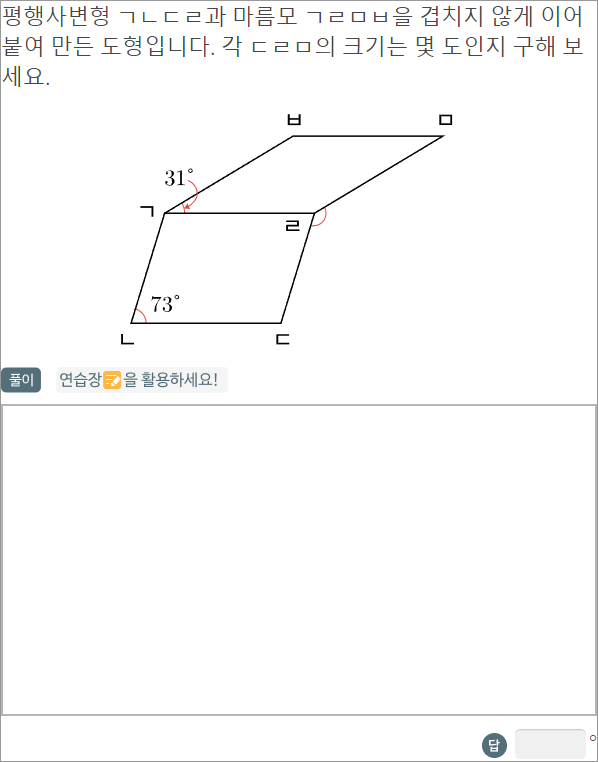 평행사변형 ㄱㄴㄷㄹ과 마름모 ㄱㄹㅁㅂ을 겹치지 않게 이어
붙여 만든 도형입니다. 각 ㄷㄹㅁ의 크기는 몇 도인지 구해 보
세요.
ㅂ ㅁ
31°
ㄱ
ㄹ
73°
ㄴ ㄷ
풀이 연습장을 활용하세요!
답 °